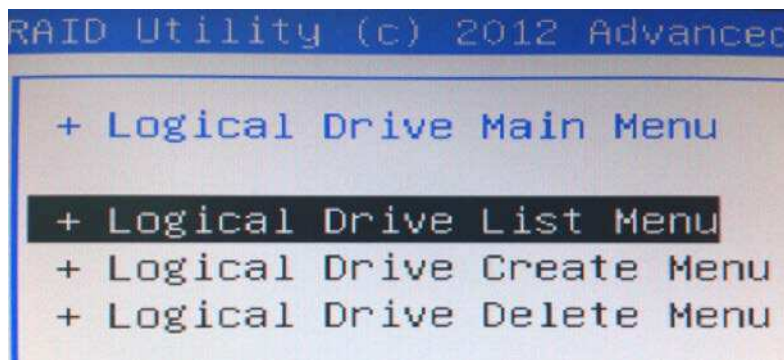 RAID Utility (c) 2012 Advanced
+ Logical Drive Main Menu
+ Logical Drive List Menu
+ Logical Drive Create Menu
+ Logical Drive Delete Menu